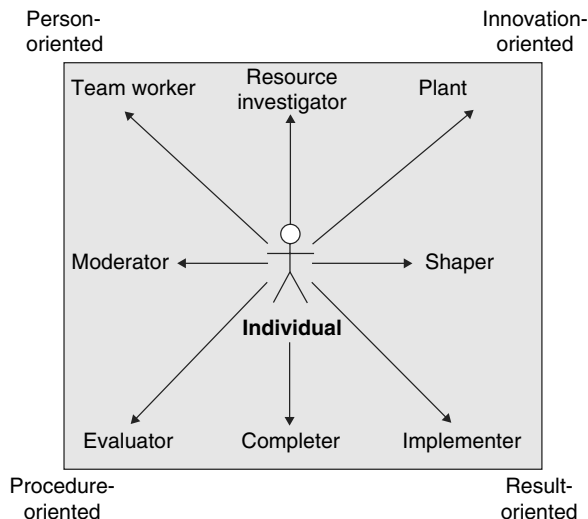 Person-
oriented
Innovation-
oriented
Team worker
Resource
investigator
Plant
Moderator
Shaper
Individual
Evaluator
Completer
Implementer
Procedure-
oriented
Result-
oriented